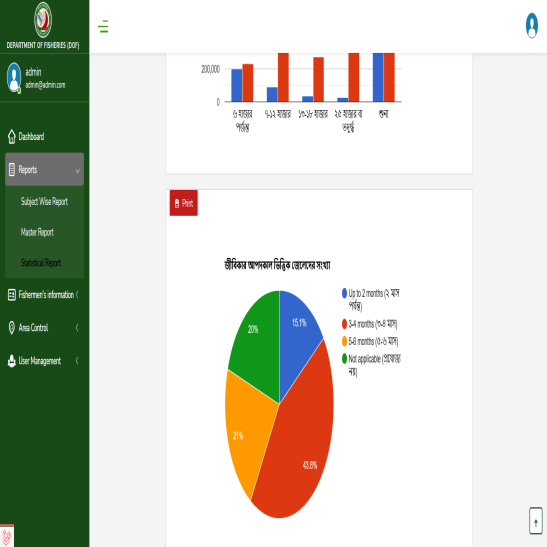 DEPARTMENT OF FISHERIES (DOF)
admin
admin@admin.com
Dashboard
Reports
Subject Wise Report
Master Report
Statistical Report
Fishermen's information
Area Control
User Management
200,000
0
৬ হাজার
পর্যন্ত
৭-১২ হাজার
১৩-১৮ হাজার
২৫ হাজার বা
তদুর্দ্ধ
শুন্য
Print
জীবিকার আপদকাল ভিত্তিক জেলেদের সংখ্যা
20%
15.1%
21%
43.8%
Up to 2 months (২ মাস
পর্যন্ত)
3-4 months (৩-৪ মাস)
5-6 months (৫-৬ মাস)
Not applicable (প্রযোজ্য
নয়)